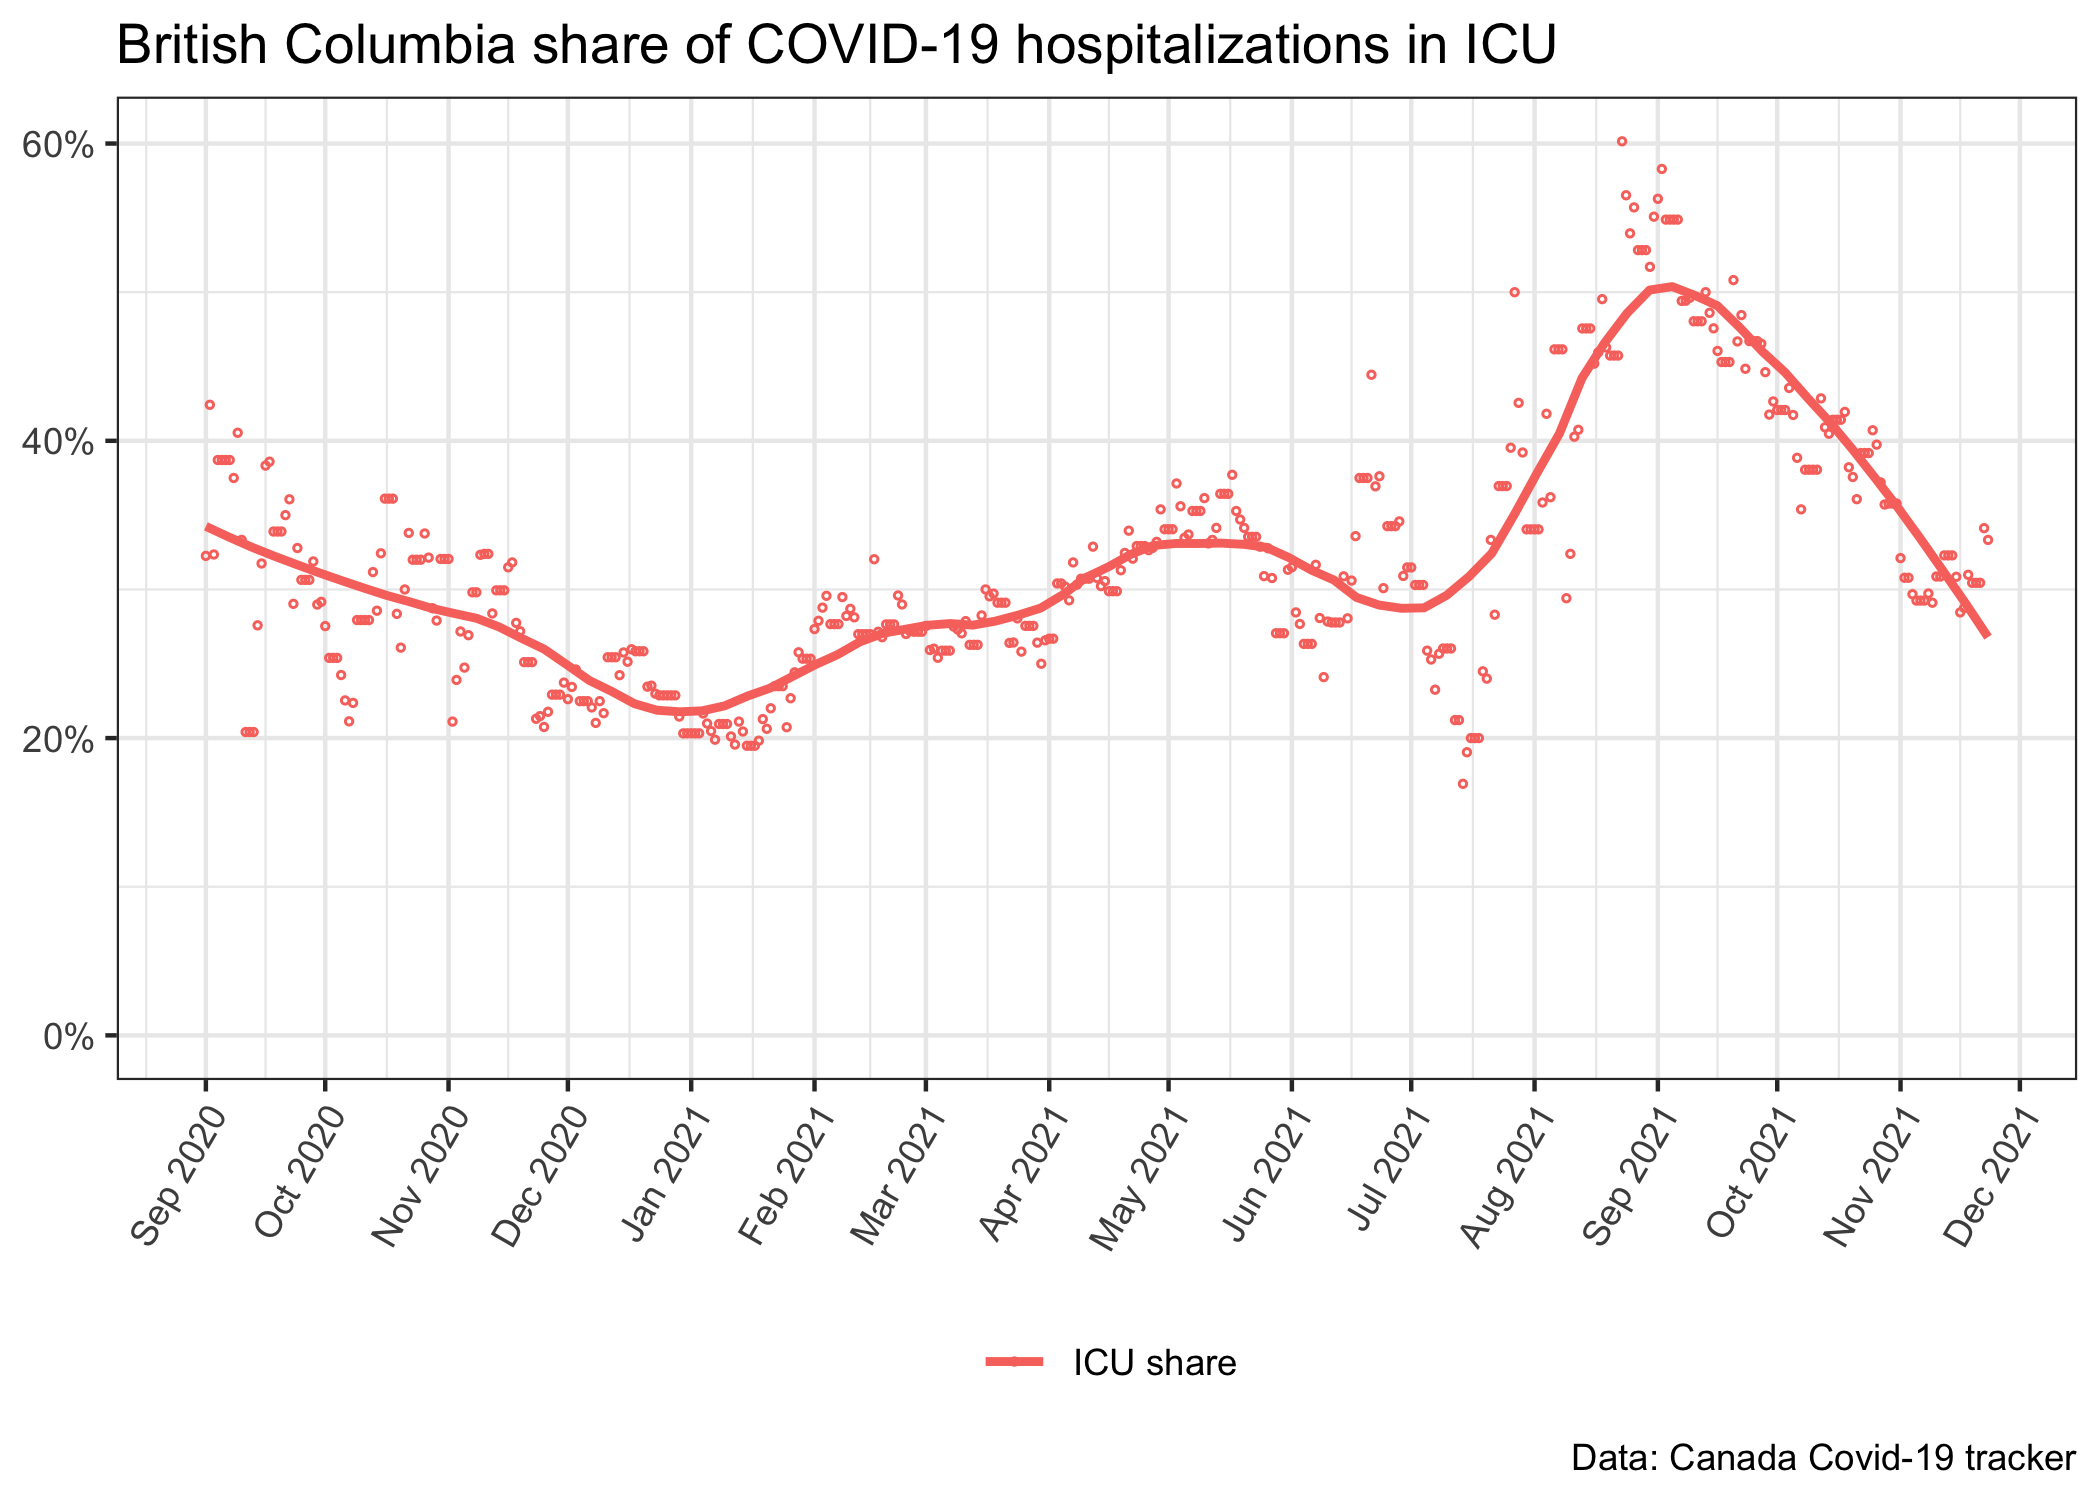 British Columbia share of COVID-19 hospitalizations in ICU
60%
40%
20%
0%
Sep 2020
Oct 2020
Nov 2020
Dec 2020
Jan 2021
Feb 2021
Mar 2021
Apr 2021
May 2021
Jun 2021
Jul 2021
Aug 2021
Sep 2021
Oct 2021
Nov 2021
Dec 2021
ICU share
Data: Canada Covid-19 tracker